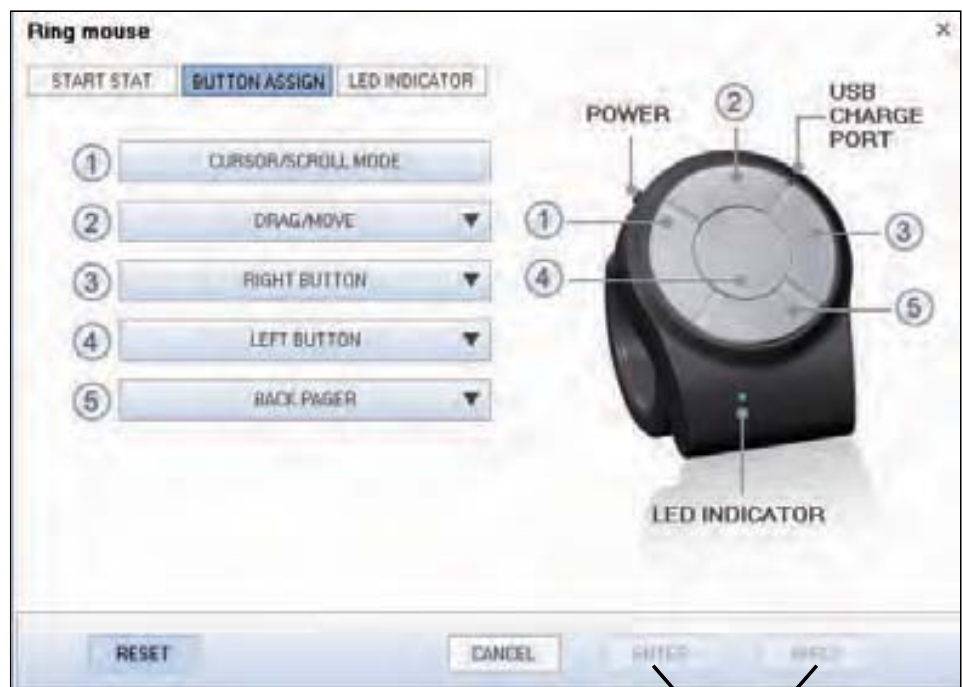 Ring mouse
START STAT BUTTON ASSIGN LED INDICATOR
① CURSOR/SCROLL MODE
② DRAG/MOVE
③ RIGHT BUTTON
④ LEFT BUTTON
⑤ BACK PAGER
POWER
②
USB
CHARGE
PORT
①
③
④
⑤
LED INDICATOR
RESET CANCEL ENTER